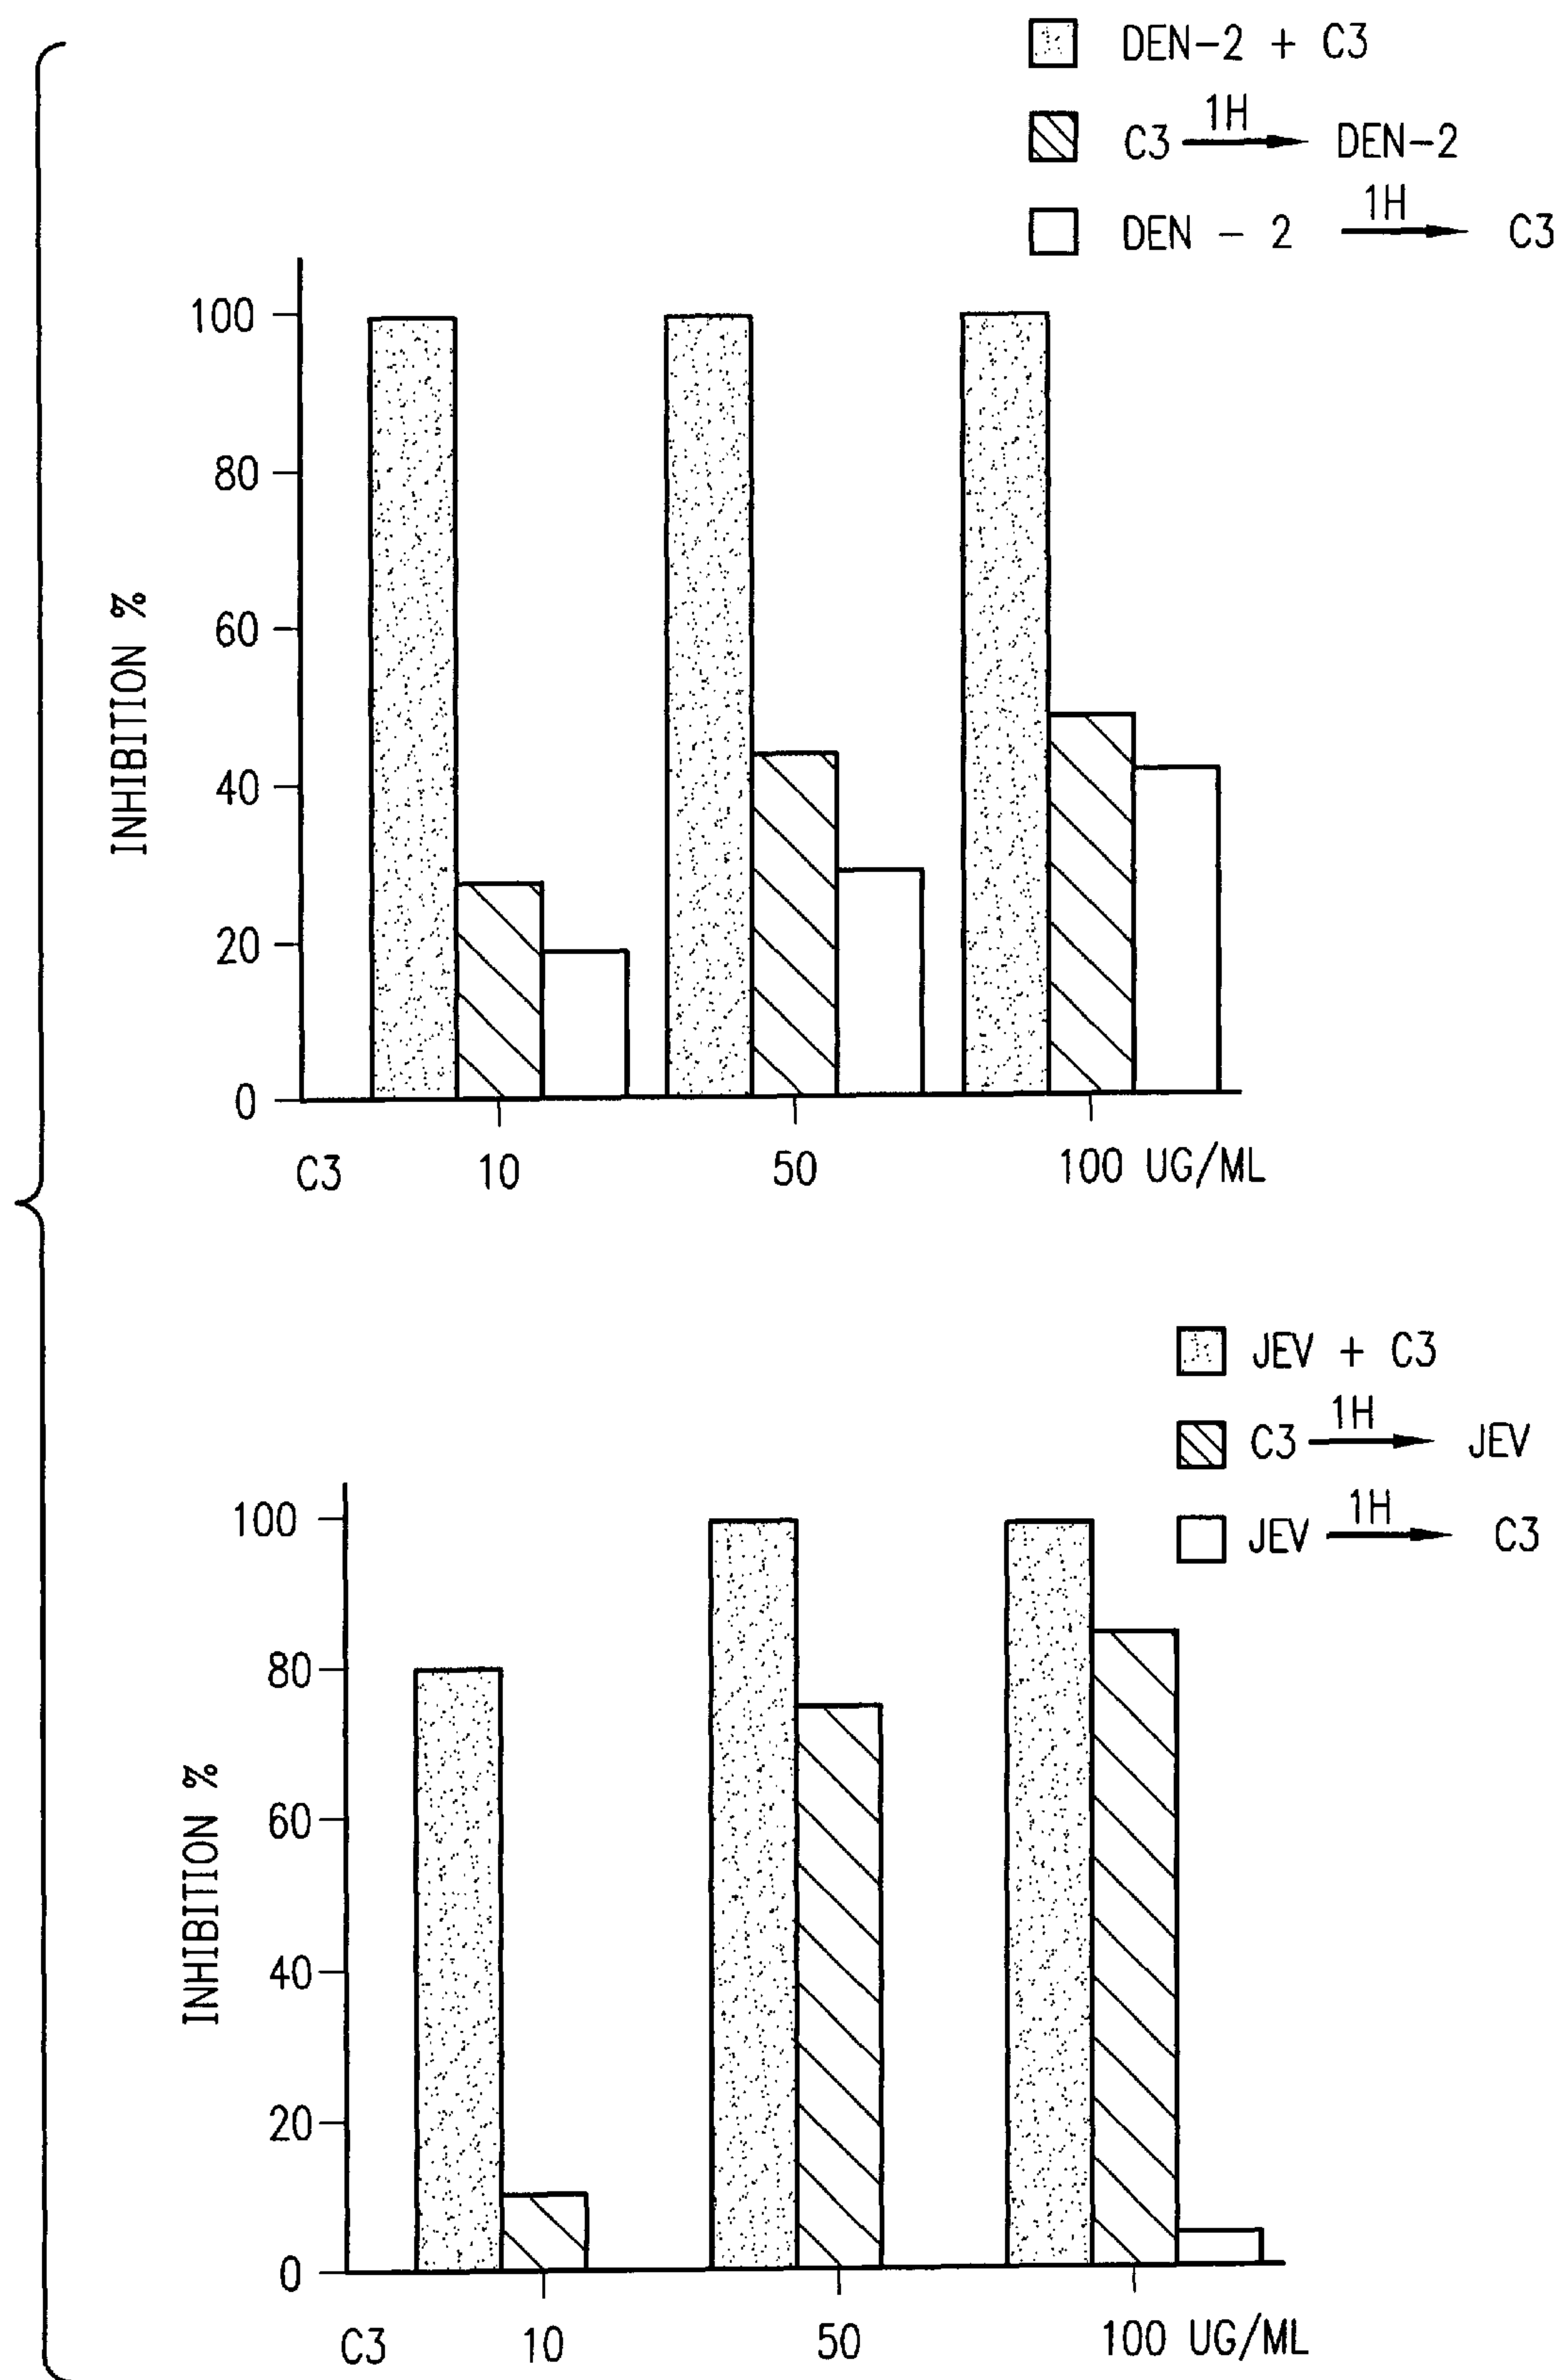 DEN-2 + C3
C3 1H DEN-2
DEN - 2 1H C3
INHIBITION %
100
80
60
40
20
0
C3 10 50 100 UG/ML
JEV + C3
C3 1H JEV
JEV 1H C3
INHIBITION %
100
80
60
40
20
0
C3 10 50 100 UG/ML